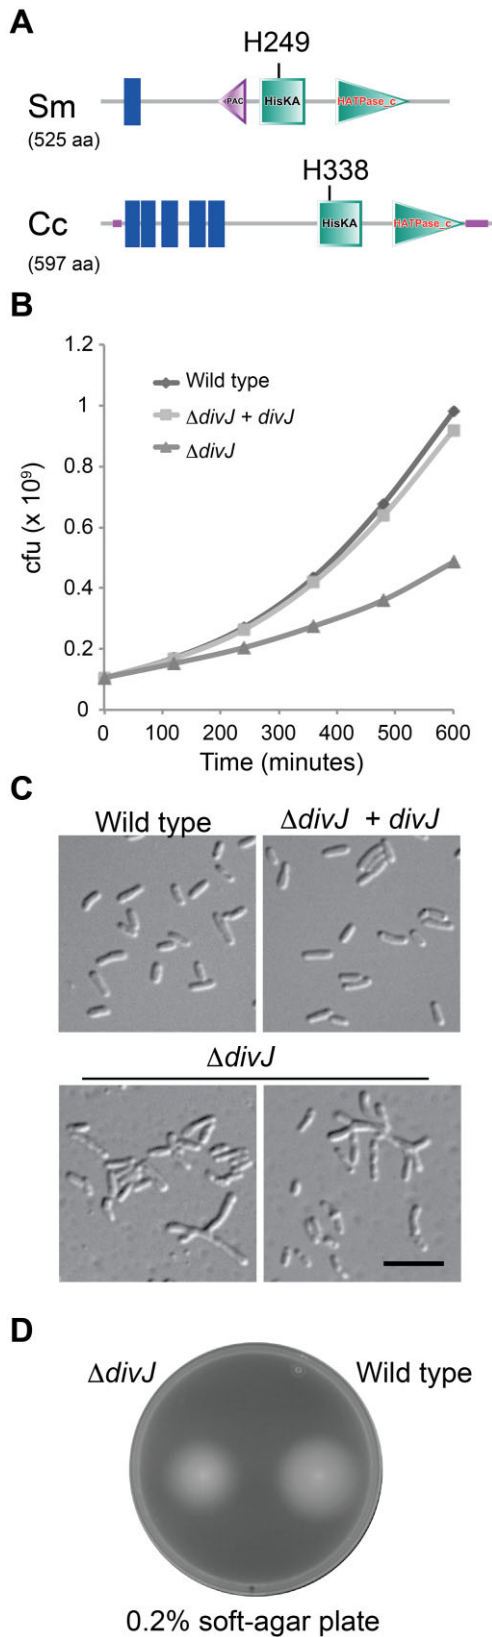 A
H249
Sm
PAC
HisKA
HATPase_c
(525 aa)
H338
Cc
HisKA
HATPase_c
(597 aa)
B
1.2
1
0.8
0.6
0.4
0.2
0
cfu (x 10⁹)
Wild type
ΔdivJ + divJ
ΔdivJ
0 100 200 300 400 500 600
Time (minutes)
C
Wild type
ΔdivJ + divJ
ΔdivJ
D
ΔdivJ
Wild type
0.2% soft-agar plate